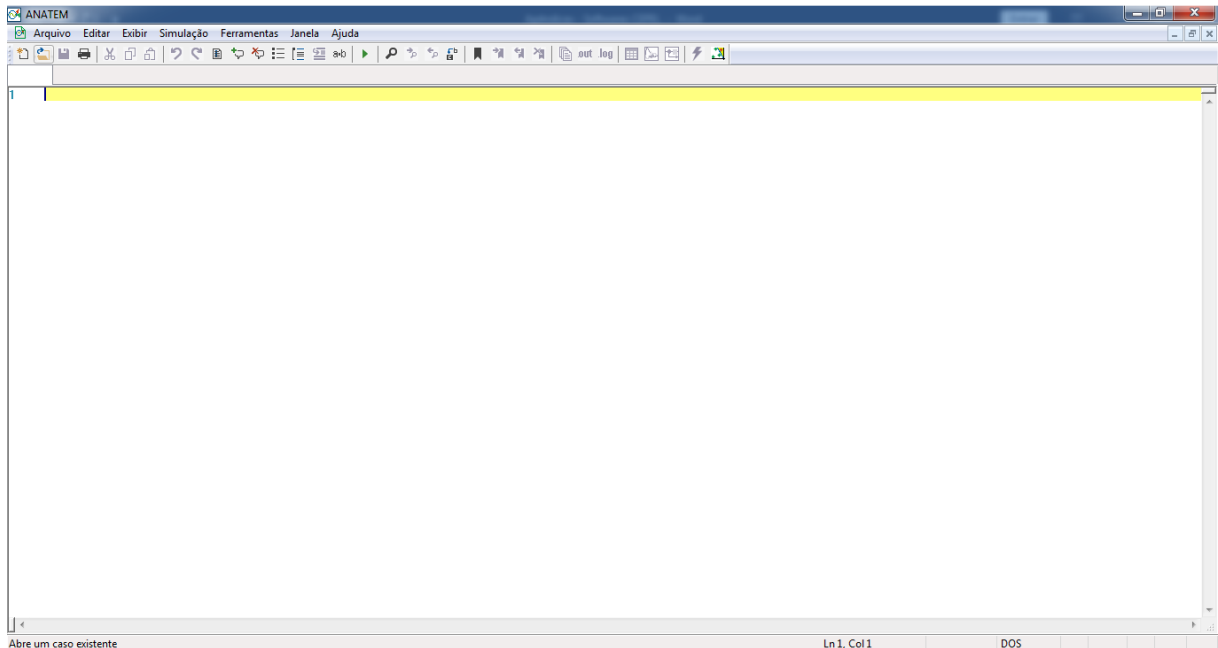 ANATEM
Arquivo Editar Exibir Simulação Ferramentas Janela Ajuda
a+b out log
1
Abre um caso existente Ln 1, Col 1 DOS